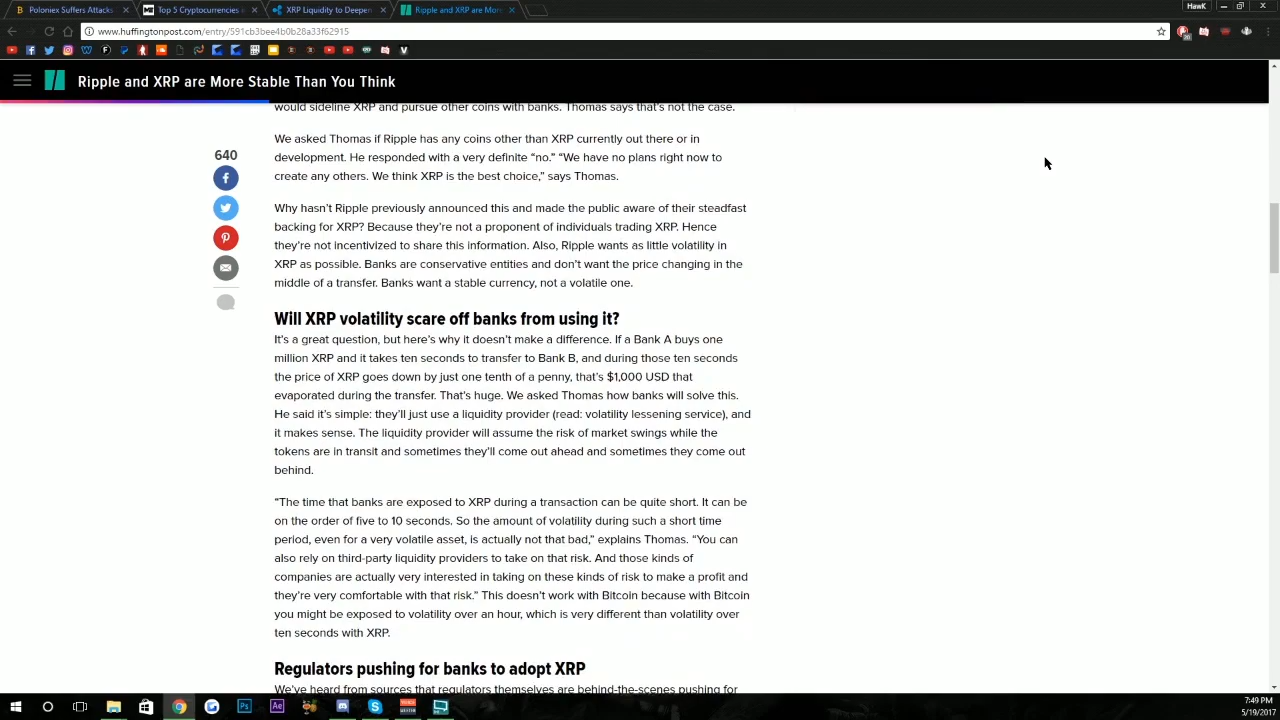 Poloniex Suffers Attacks
Top 5 Cryptocurrencies
XRP Liquidity to Deepen
Ripple and XRP are More
HawK
www.huffingtonpost.com/entry/591cb3bee4b0b28a33f62915
Ripple and XRP are More Stable Than You Think
would sideline XRP and pursue other coins with banks. Thomas says that's not the case.
640
We asked Thomas if Ripple has any coins other than XRP currently out there or in
development. He responded with a very definite “no.” “We have no plans right now to
create any others. We think XRP is the best choice,” says Thomas.
Why hasn't Ripple previously announced this and made the public aware of their steadfast
backing for XRP? Because they're not a proponent of individuals trading XRP. Hence
they're not incentivized to share this information. Also, Ripple wants as little volatility in
XRP as possible. Banks are conservative entities and don't want the price changing in the
middle of a transfer. Banks want a stable currency, not a volatile one.
Will XRP volatility scare off banks from using it?
It's a great question, but here's why it doesn't make a difference. If a Bank A buys one
million XRP and it takes ten seconds to transfer to Bank B, and during those ten seconds
the price of XRP goes down by just one tenth of a penny, that's $1,000 USD that
evaporated during the transfer. That's huge. We asked Thomas how banks will solve this.
He said it's simple: they'll just use a liquidity provider (read: volatility lessening service), and
it makes sense. The liquidity provider will assume the risk of market swings while the
tokens are in transit and sometimes they'll come out ahead and sometimes they come out
behind.
“The time that banks are exposed to XRP during a transaction can be quite short. It can be
on the order of five to 10 seconds. So the amount of volatility during such a short time
period, even for a very volatile asset, is actually not that bad,” explains Thomas. “You can
also rely on third-party liquidity providers to take on that risk. And those kinds of
companies are actually very interested in taking on these kinds of risk to make a profit and
they're very comfortable with that risk.” This doesn't work with Bitcoin because with Bitcoin
you might be exposed to volatility over an hour, which is very different than volatility over
ten seconds with XRP.
Regulators pushing for banks to adopt XRP
We've heard from sources that regulators themselves are behind-the-scenes pushing for
7:49 PM
5/19/2017